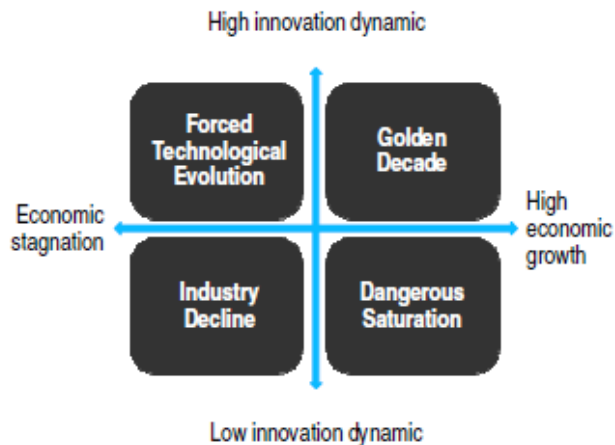 High innovation dynamic
Forced
Technological
Evolution
Golden
Decade
Economic
stagnation
High
economic
growth
Industry
Decline
Dangerous
Saturation
Low innovation dynamic